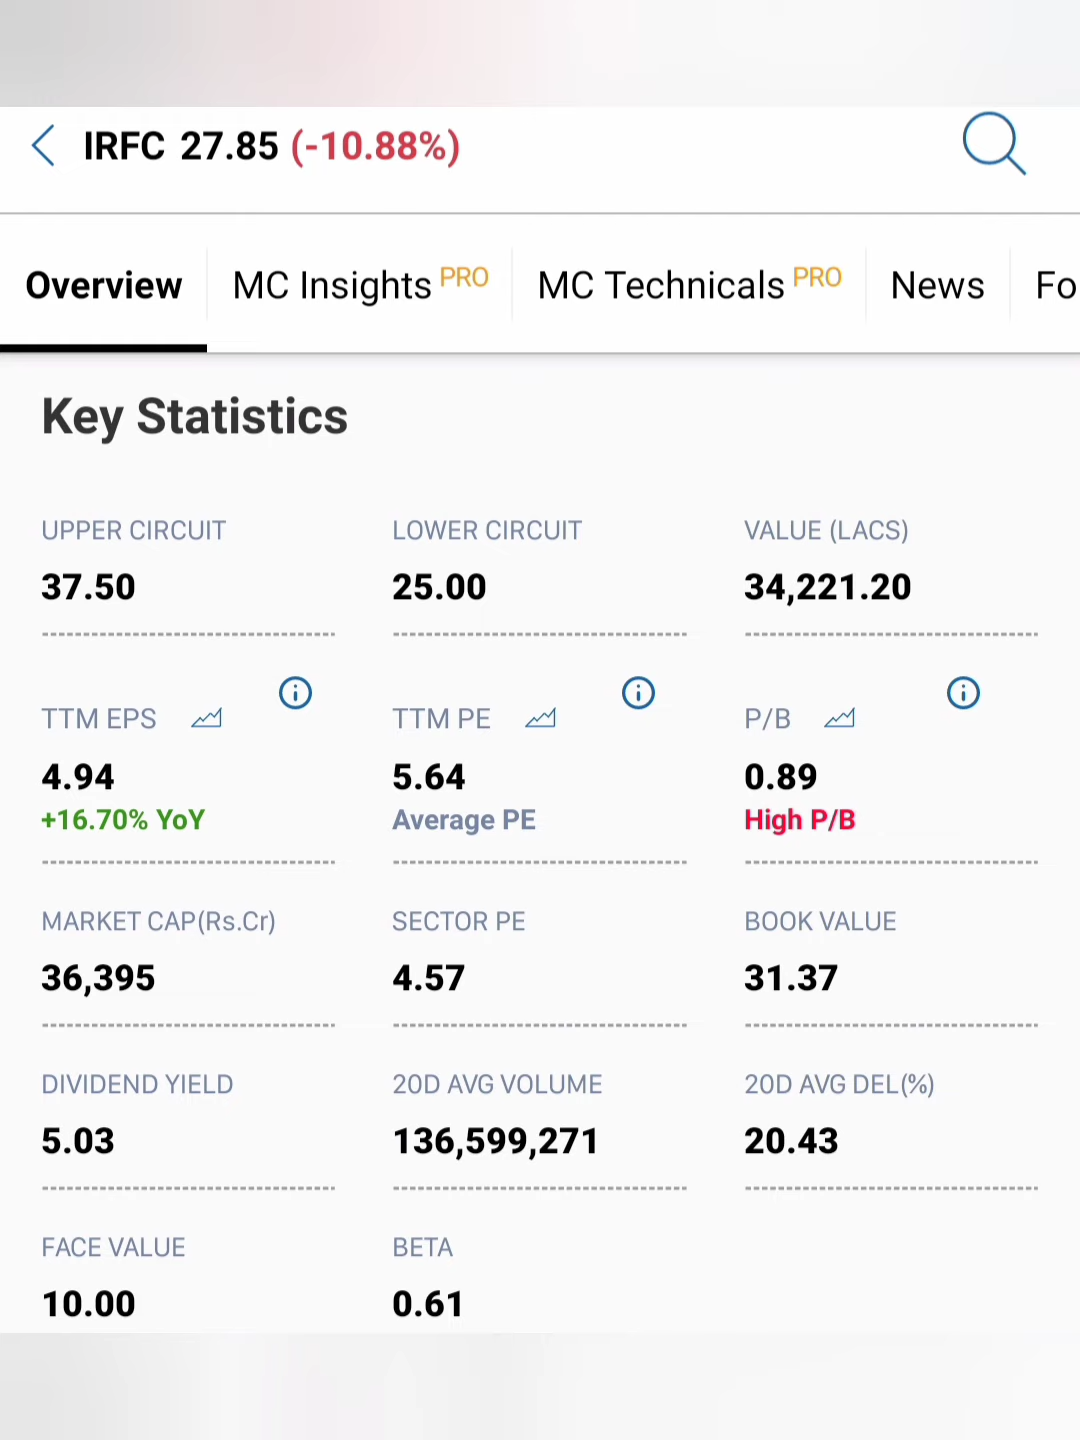 IRFC 27.85 (-10.88%)
Overview MC Insights PRO MC Technicals PRO News Fo
Key Statistics
UPPER CIRCUIT LOWER CIRCUIT VALUE (LACS)
37.50 25.00 34,221.20
TTM EPS TTM PE P/B
4.94 5.64 0.89
+16.70% YoY Average PE High P/B
MARKET CAP(Rs.Cr) SECTOR PE BOOK VALUE
36,395 4.57 31.37
DIVIDEND YIELD 20D AVG VOLUME 20D AVG DEL(%)
5.03 136,599,271 20.43
FACE VALUE BETA
10.00 0.61